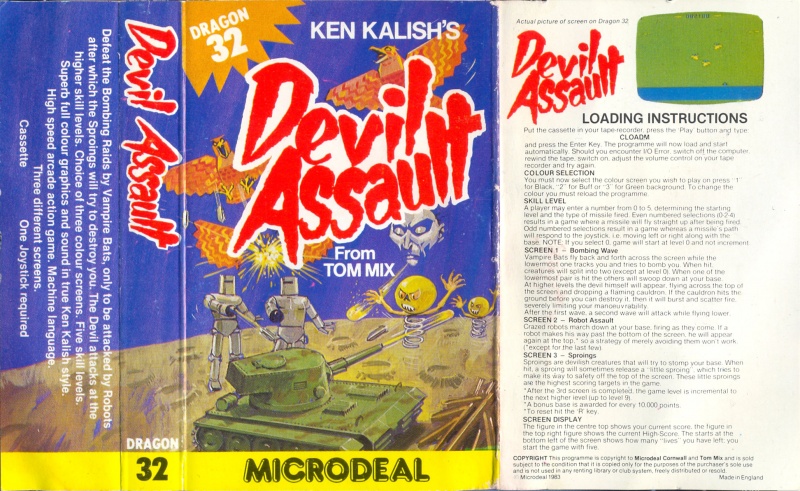 Defeat the Bombing Raids by Vampire Bats, only to be attacked by Robots
after which the Sproings will try to destroy you. The Devil attacks at the
higher skill levels. Choice of three colour screens. Five skill levels.
Superb full colour graphics and sound in true Ken Kalish style.
High speed arcade action game. Machine language.
Three different screens.
Cassette One Joystick required
Devil Assault
DRAGON
32
DRAGON
32
KEN KALISH'S
Devil
Assault
From
TOM MIX
MICRODEAL
Actual picture of screen on Dragon 32
Devil
Assault
LOADING INSTRUCTIONS
Put the cassette in your tape recorder, press the 'Play' button and type:
CLOADM
and press the Enter Key. The programme will now load and start
automatically. Should you encounter I/O Error, switch off the computer,
rewind the tape, switch on, adjust the volume control on your tape
recorder and try again.
COLOUR SELECTION
You must now select the colour screen you wish to play on press "1"
for Black, "2" for Buff or "3" for Green background. To change the
colour you must reload the programme.
SKILL LEVEL
A player may enter a number from 0 to 5, determining the starting
level and the type of missile fired. Even numbered selections (0-2-4)
results in a game where a missile will fly straight up after being fired.
Odd numbered selections result in a game whereas a missile's path
will respond to the joystick, i.e. moving left or right along with the
base. NOTE: If you select 0, game will start at level 0 and not increment.
SCREEN 1 – Bombing Wave
Vampire Bats fly back and forth across the screen while the
lowermost one tracks you and tries to bomb you. When hit,
creatures will split into two (except at level 0). When one of the
lowermost pair is hit the others will swoop down at your base.
At higher levels the devil himself will appear, flying across the top of
the screen and dropping a flaming cauldron. If the cauldron hits the
ground before you can destroy it, then it will burst and scatter fire,
severely limiting your manoeuvrability.
After the first wave, a second wave will attack while flying lower.
SCREEN 2 – Robot Assault
Crazed robots march down at your base, firing as they come. If a
robot makes his way past the bottom of the screen, he will appear
again at the top,* so a strategy of merely avoiding them won't work.
(*except for the last few)
SCREEN 3 – Sproings
Sproings are devilish creatures that will try to stomp your base. When
hit, a sproing will sometimes release a "little sproing", which tries to
make its way to safety off the top of the screen. These little sproings
are the highest scoring targets in the game.
*After the 3rd screen is completed, the game level is incremental to
the next higher level (up to level 9).
*A bonus base is awarded for every 10,000 points.
*To reset hit the 'R' key.
SCREEN DISPLAY
The figure in the centre top shows your current score, the figure in
the top right figure shows the current High-Score. The starts at the
bottom left of the screen shows how many "lives" you have left; you
start the game with five.
COPYRIGHT This programme is copyright to Microdeal Cornwall and Tom Mix and is sold
subject to the condition that it is copied only for the purposes of the purchaser's sole use
and is not used in any renting library or club system, freely distributed or resold.
© Microdeal 1983 Made in England